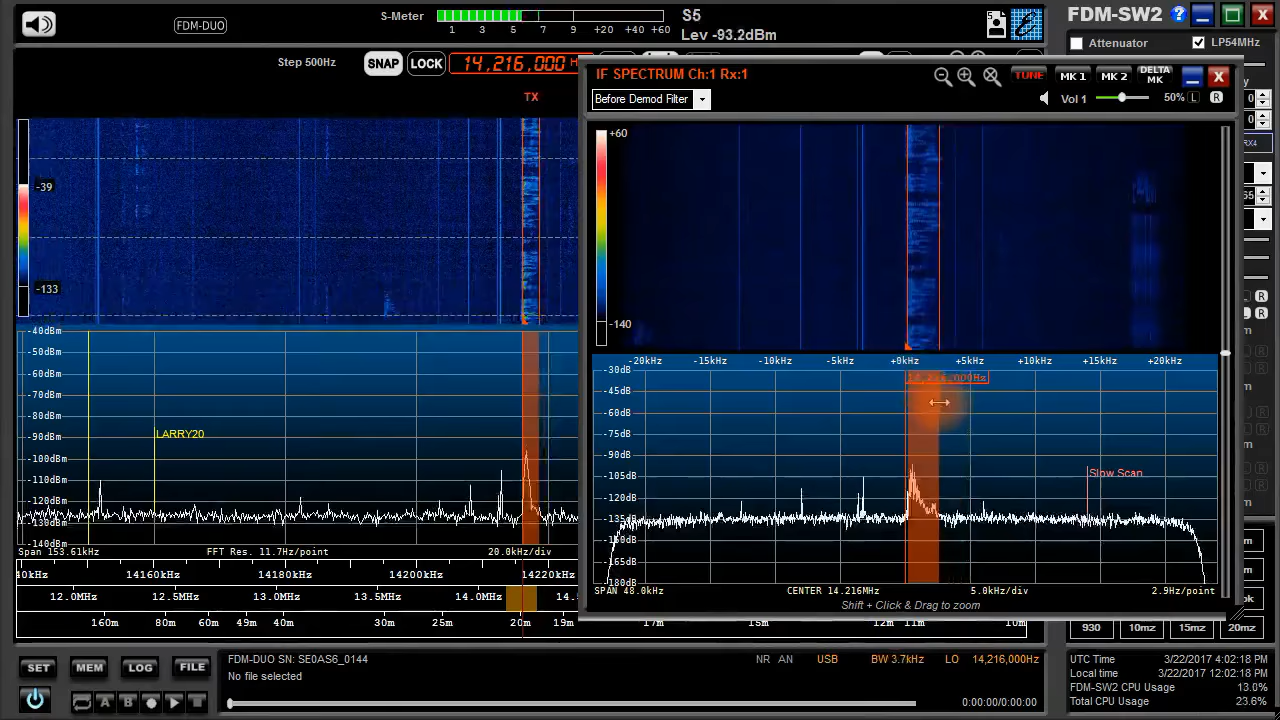 FDM-DUO
S-Meter
1 3 5 7 9 +20 +40 +60
S5
Lev -93.2dBm
FDM-SW2
Attenuator
LP54MHz
Step 500Hz
SNAP
LOCK
14,216,000
TX
-39
-133
IF SPECTRUM Ch:1 Rx:1
TUNE
MK 1
MK 2
DELTA
MK
Before Demod Filter
Vol 1
50%
L
R
+60
-140
-20kHz -15kHz -10kHz -5kHz +0kHz +5kHz +10kHz +15kHz +20kHz
-30dB
-45dB
-60dB
-75dB
-90dB
-105dB
-120dB
-135dB
-165dB
-180dB
Slow Scan
SPAN 48.0kHz
CENTER 14.216MHz
5.0kHz/div
2.9Hz/point
Shift + Click & Drag to zoom
-40dBm
-50dBm
-60dBm
-70dBm
-80dBm
-90dBm
-100dBm
-110dBm
-120dBm
-130dBm
-140dBm
LARRY20
Span 153.61kHz
FFT Res. 11.7Hz/point
20.0kHz/div
14160kHz 14180kHz 14200kHz 14220kHz
12.0MHz 12.5MHz 13.0MHz 13.5MHz 14.0MHz
160m 80m 60m 49m 40m 30m 25m 20m 19m 17m 15m 12m 11m 10m
930
10mz
15mz
20mz
SET
MEM
LOG
FILE
A
B
FDM-DUO SN: SE0AS6_0144
No file selected
NR AN
USB
BW 3.7kHz
LO 14,216,000Hz
0:00:00/0:00:00
UTC Time 3/22/2017 4:02:18 PM
Local time 3/22/2017 12:02:18 PM
FDM-SW2 CPU Usage 13.0%
Total CPU Usage 23.6%